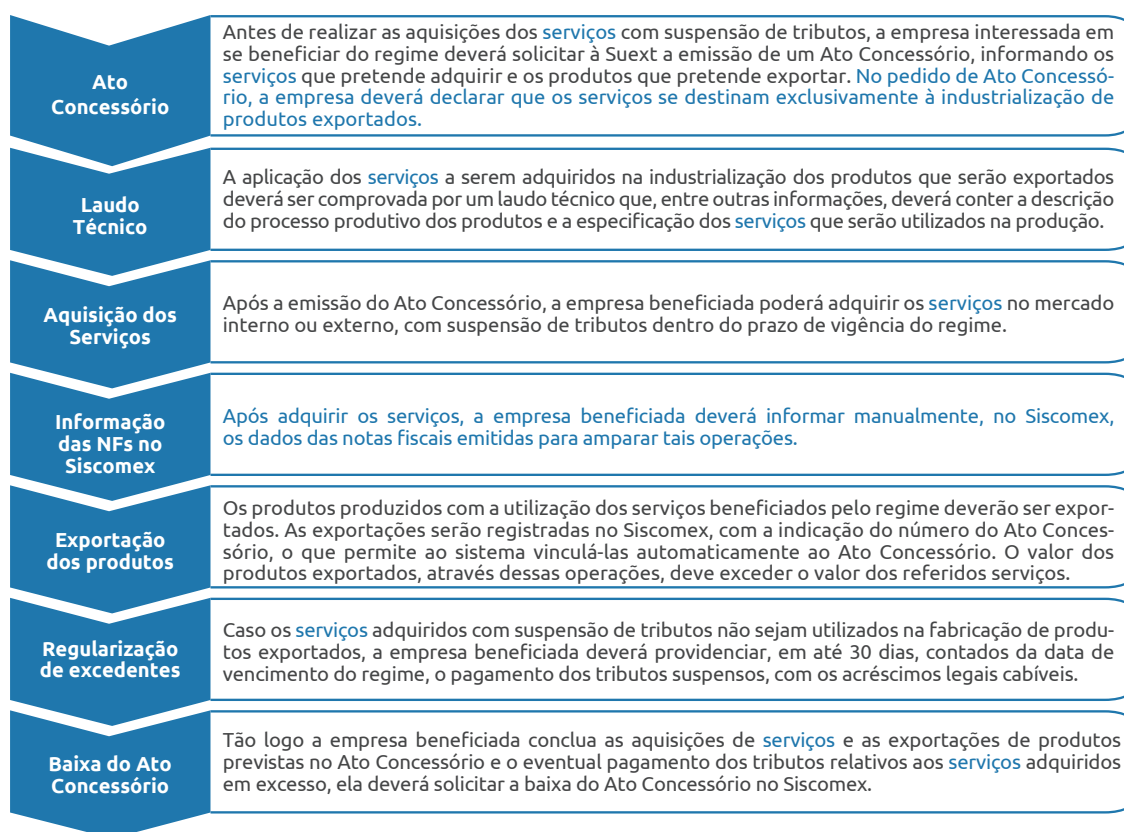 Ato
Concessório
Antes de realizar as aquisições dos serviços com suspensão de tributos, a empresa interessada em
se beneficiar do regime deverá solicitar à Suext a emissão de um Ato Concessório, informando os
serviços que pretende adquirir e os produtos que pretende exportar. No pedido de Ato Concessó-
rio, a empresa deverá declarar que os serviços se destinam exclusivamente à industrialização de
produtos exportados.
Laudo
Técnico
A aplicação dos serviços a serem adquiridos na industrialização dos produtos que serão exportados
deverá ser comprovada por um laudo técnico que, entre outras informações, deverá conter a descrição
do processo produtivo dos produtos e a especificação dos serviços que serão utilizados na produção.
Aquisição dos
Serviços
Após a emissão do Ato Concessório, a empresa beneficiada poderá adquirir os serviços no mercado
interno ou externo, com suspensão de tributos dentro do prazo de vigência do regime.
Informação
das NFs no
Siscomex
Após adquirir os serviços, a empresa beneficiada deverá informar manualmente, no Siscomex,
os dados das notas fiscais emitidas para amparar tais operações.
Exportação
dos produtos
Os produtos produzidos com a utilização dos serviços beneficiados pelo regime deverão ser expor-
tados. As exportações serão registradas no Siscomex, com a indicação do número do Ato Conces-
sório, o que permite ao sistema vinculá-las automaticamente ao Ato Concessório. O valor dos
produtos exportados, através dessas operações, deve exceder o valor dos referidos serviços.
Regularização
de excedentes
Caso os serviços adquiridos com suspensão de tributos não sejam utilizados na fabricação de produ-
tos exportados, a empresa beneficiada deverá providenciar, em até 30 dias, contados da data de
vencimento do regime, o pagamento dos tributos suspensos, com os acréscimos legais cabíveis.
Baixa do Ato
Concessório
Tão logo a empresa beneficiada conclua as aquisições de serviços e as exportações de produtos
previstas no Ato Concessório e o eventual pagamento dos tributos relativos aos serviços adquiridos
em excesso, ela deverá solicitar a baixa do Ato Concessório no Siscomex.